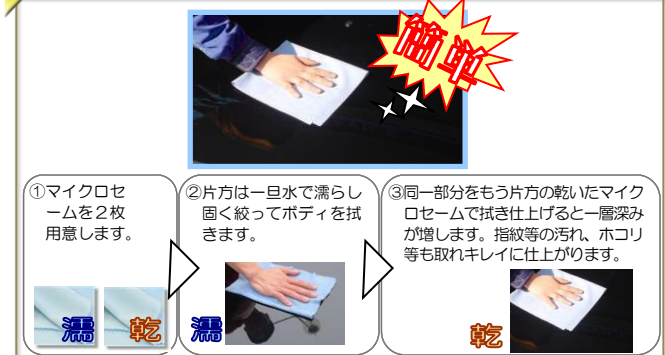 ①マイクロセ
ームを２枚
用意します。
濡
乾
②片方は一旦水で濡らし
固く絞ってボディを拭
きます。
濡
③同一部分をもう片方の乾いたマイク
ロセームで拭き仕上げると一層深み
が増します。指紋等の汚れ、ホコリ
等も取れキレイに仕上がります。
乾